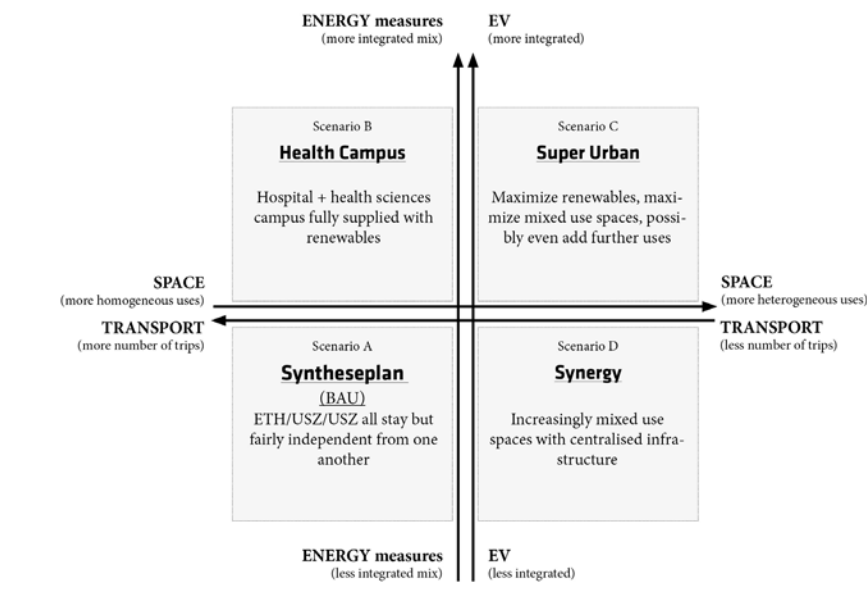 ENERGY measures
(more integrated mix)
EV
(more integrated)
Scenario B
Health Campus
Hospital + health sciences
campus fully supplied with
renewables
Scenario C
Super Urban
Maximize renewables, maxi-
mize mixed use spaces, possi-
bly even add further uses
SPACE
(more homogeneous uses)
TRANSPORT
(more number of trips)
SPACE
(more heterogeneous uses)
TRANSPORT
(less number of trips)
Scenario A
Syntheseplan
(BAU)
ETH/USZ/USZ all stay but
fairly independent from one
another
Scenario D
Synergy
Increasingly mixed use
spaces with centralised infra-
structure
ENERGY measures
(less integrated mix)
EV
(less integrated)